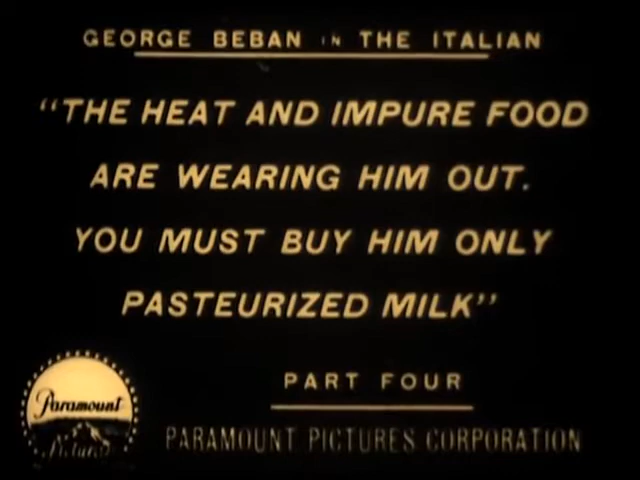 GEORGE BEBAN IN THE ITALIAN
"THE HEAT AND IMPURE FOOD
ARE WEARING HIM OUT.
YOU MUST BUY HIM ONLY
PASTEURIZED MILK"
PART FOUR
Paramount
Pictures
PARAMOUNT PICTURES CORPORATION